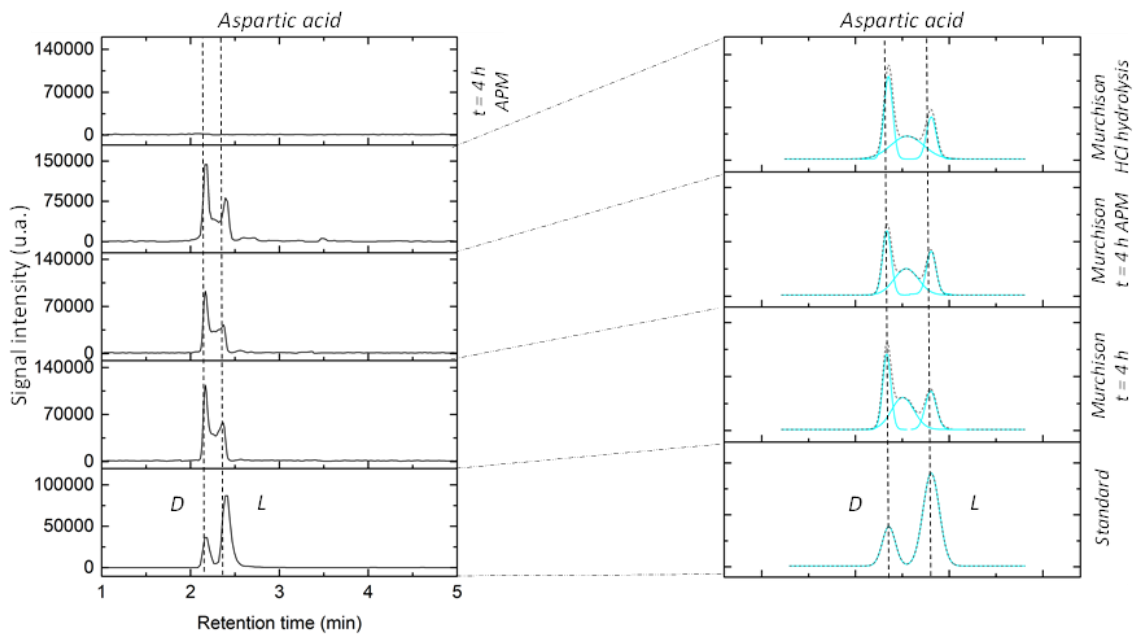 Aspartic acid
Signal intensity (u.a.)
140000
70000
0
150000
75000
0
140000
70000
0
140000
70000
0
100000
50000
0
D
L
1
2
3
4
5
Retention time (min)
t = 4 h
APM
Aspartic acid
Murchison
HCl hydrolysis
Murchison
t = 4 h APM
Murchison
t = 4 h
D
L
Standard